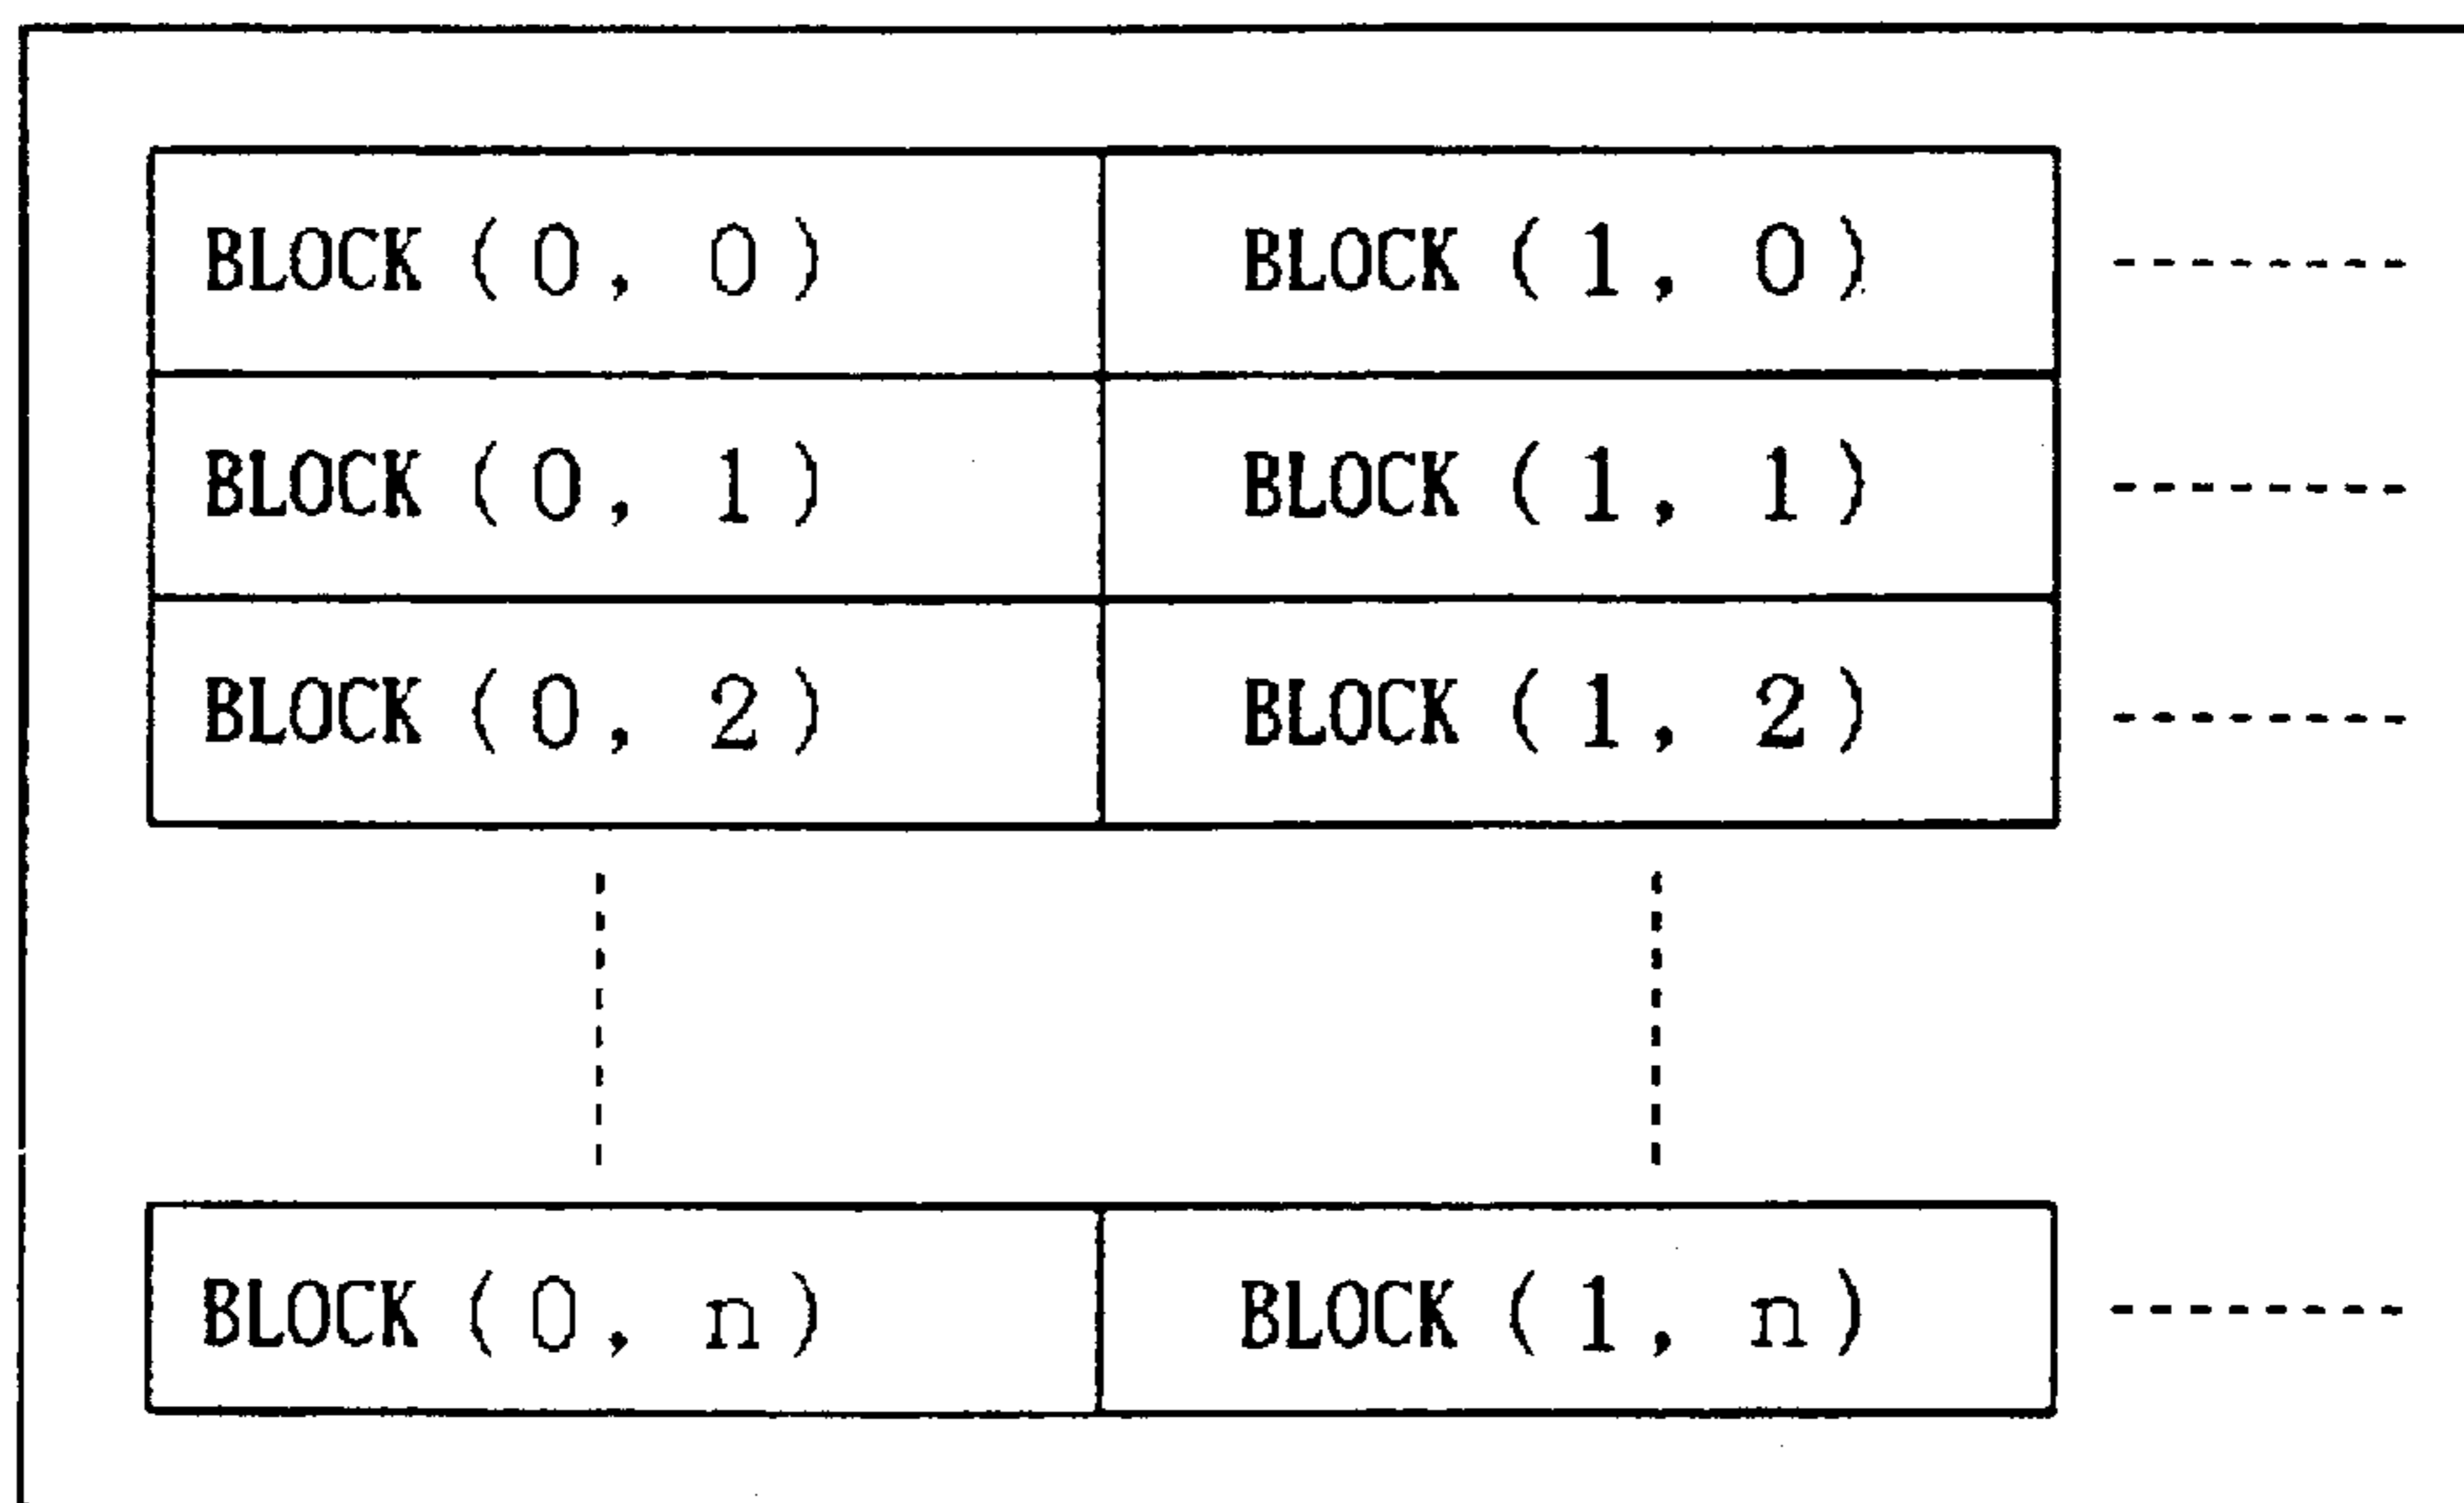 BLOCK (0, 0) BLOCK (1, 0)
BLOCK (0, 1) BLOCK (1, 1)
BLOCK (0, 2) BLOCK (1, 2)
BLOCK (0, n) BLOCK (1, n)